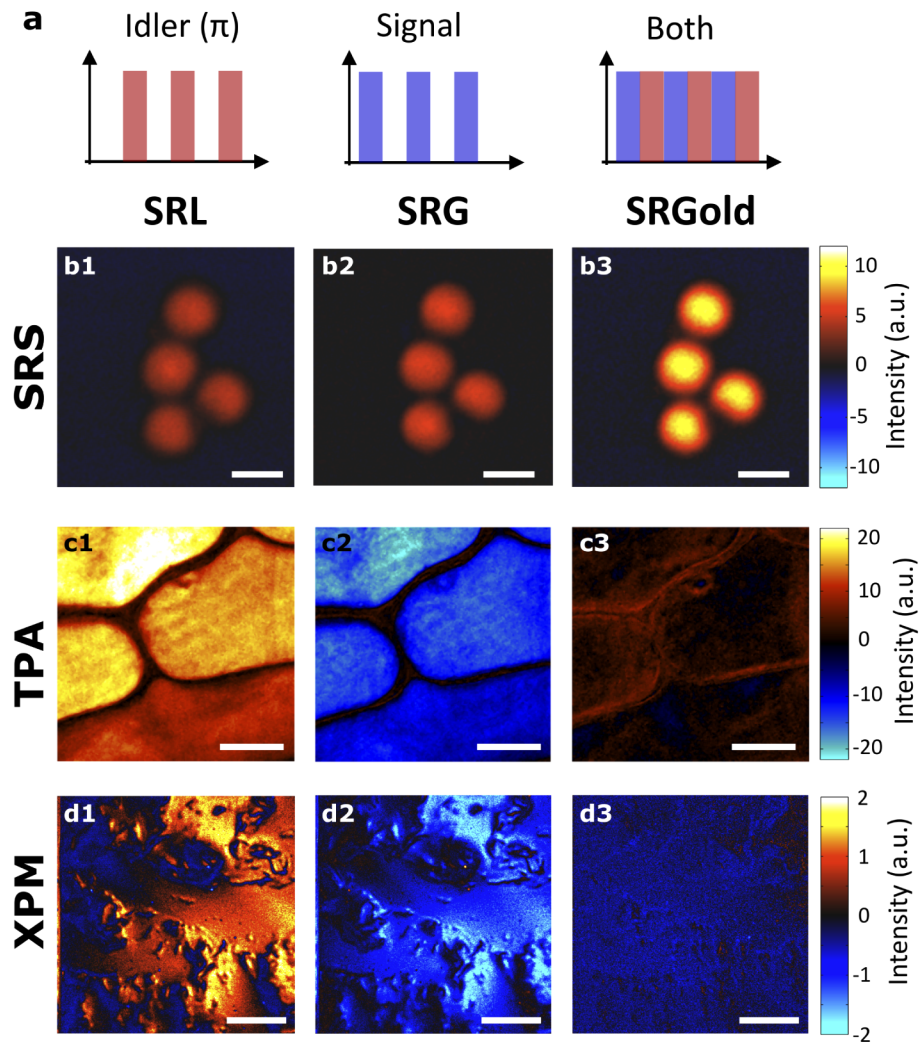 a
Idler (π) Signal Both
SRL SRG SRGold
SRS
b1 b2 b3
10
5
0
-5
-10
Intensity (a.u.)
TPA
c1 c2 c3
20
10
0
-10
-20
Intensity (a.u.)
XPM
d1 d2 d3
2
1
0
-1
-2
Intensity (a.u.)